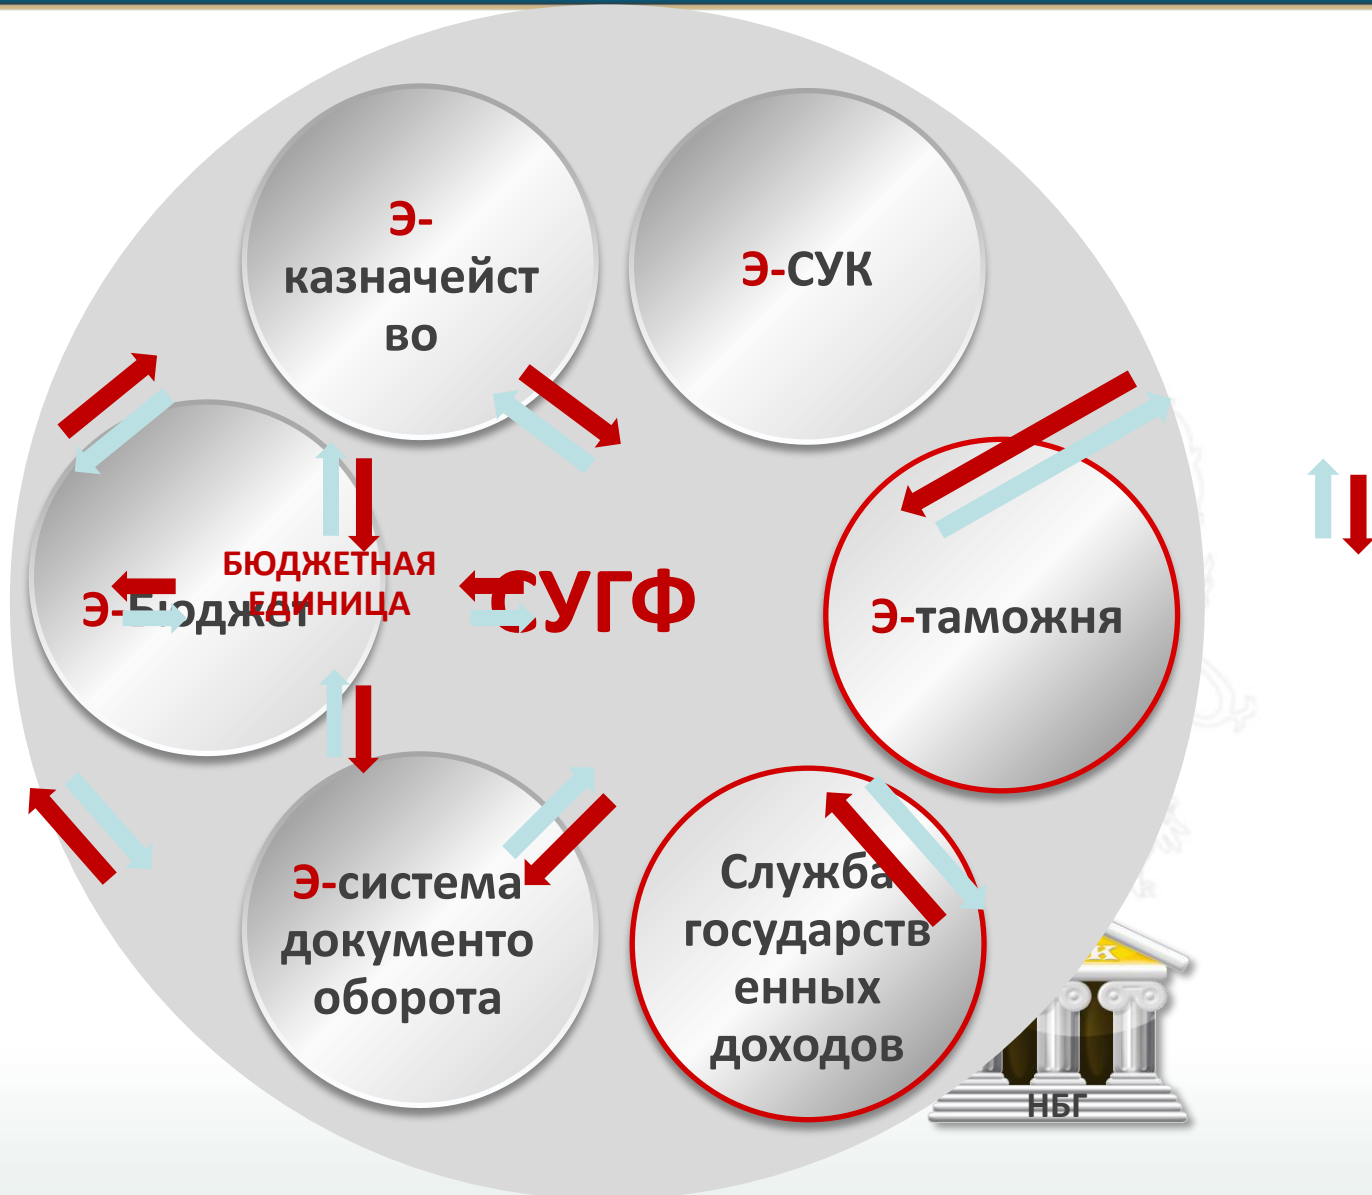 Э-
казначейст
во
Э-СУК
БЮДЖЕТНАЯ
ЕДИНИЦА
Э-Бюджет
СУГФ
Э-таможня
Э-система
документо
оборота
Служба
государств
енных
доходов
НБГ